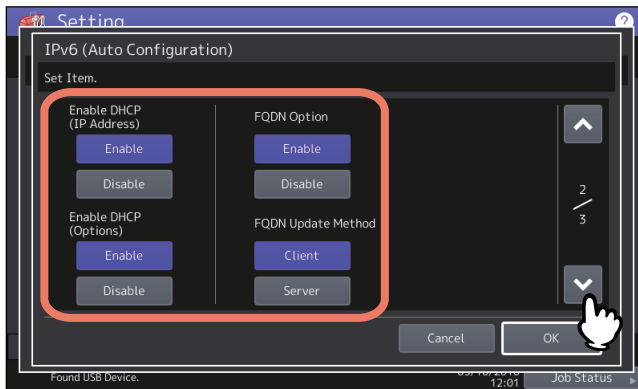 Setting
?
IPv6 (Auto Configuration)
Set Item.
Enable DHCP
(IP Address)
Enable
Disable
FQDN Option
Enable
Disable
Enable DHCP
(Options)
Enable
Disable
FQDN Update Method
Client
Server
2
3
Cancel
OK
Found USB Device.
12:01
Job Status